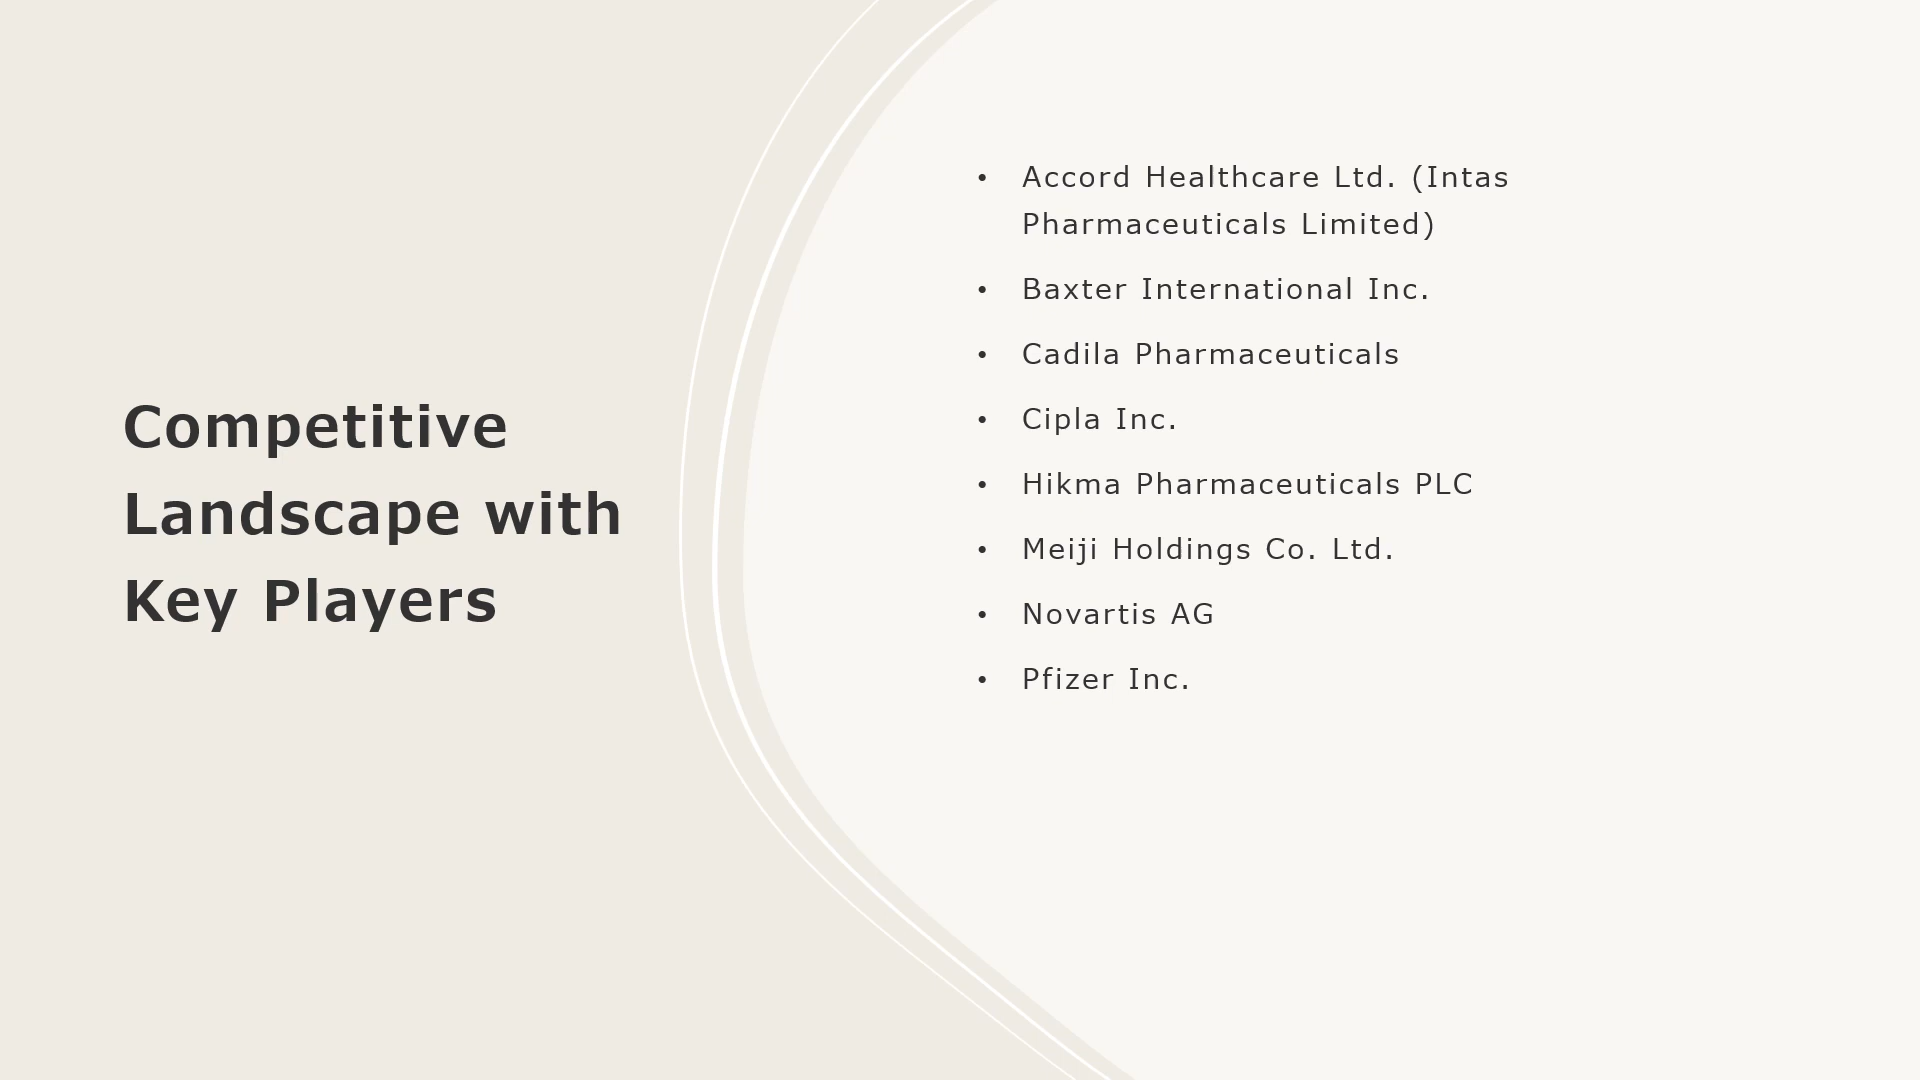 Competitive
Landscape with
Key Players
• Accord Healthcare Ltd. (Intas
Pharmaceuticals Limited)
• Baxter International Inc.
• Cadila Pharmaceuticals
• Cipla Inc.
• Hikma Pharmaceuticals PLC
• Meiji Holdings Co. Ltd.
• Novartis AG
• Pfizer Inc.